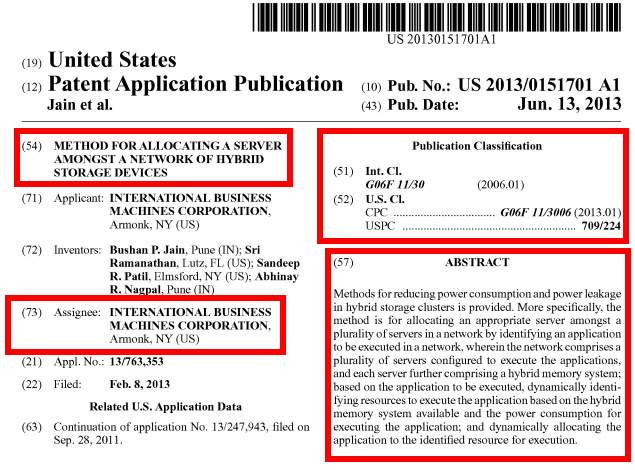 US 20130151701A1
(19) United States
(12) Patent Application Publication
Jain et al.
(10) Pub. No.: US 2013/0151701 A1
(43) Pub. Date: Jun. 13, 2013
(54) METHOD FOR ALLOCATING A SERVER
AMONGST A NETWORK OF HYBRID
STORAGE DEVICES
(71) Applicant: INTERNATIONAL BUSINESS
MACHINES CORPORATION,
Armonk, NY (US)
(72) Inventors: Bushan P. Jain, Pune (IN); Sri
Ramanathan, Lutz, FL (US); Sandeep
R. Patil, Elmsford, NY (US); Abhinay
R. Nagpal, Pune (IN)
(73) Assignee: INTERNATIONAL BUSINESS
MACHINES CORPORATION,
Armonk, NY (US)
(21) Appl. No.: 13/763,353
(22) Filed: Feb. 8, 2013
Related U.S. Application Data
(63) Continuation of application No. 13/247,943, filed on
Sep. 28, 2011.
Publication Classification
(51) Int. Cl.
G06F 11/30 (2006.01)
(52) U.S. Cl.
CPC .................................. G06F 11/3006 (2013.01)
USPC .......................................................... 709/224
(57) ABSTRACT
Methods for reducing power consumption and power leakage
in hybrid storage clusters is provided. More specifically, the
method is for allocating an appropriate server amongst a
plurality of servers in a network by identifying an application
to be executed in a network, wherein the network comprises a
plurality of servers configured to execute the applications,
and each server further comprising a hybrid memory system;
based on the application to be executed, dynamically identi-
fying resources to execute the application based on the hybrid
memory system available and the power consumption for
executing the application; and dynamically allocating the
application to the identified resource for execution.